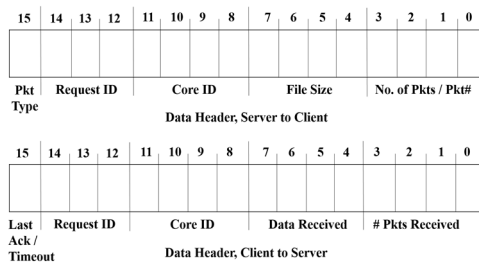 15 14 13 12 11 10 9 8 7 6 5 4 3 2 1 0
Pkt Type Request ID Core ID File Size No. of Pkts / Pkt#
Data Header, Server to Client
15 14 13 12 11 10 9 8 7 6 5 4 3 2 1 0
Last Ack / Timeout Request ID Core ID Data Received # Pkts Received
Data Header, Client to Server